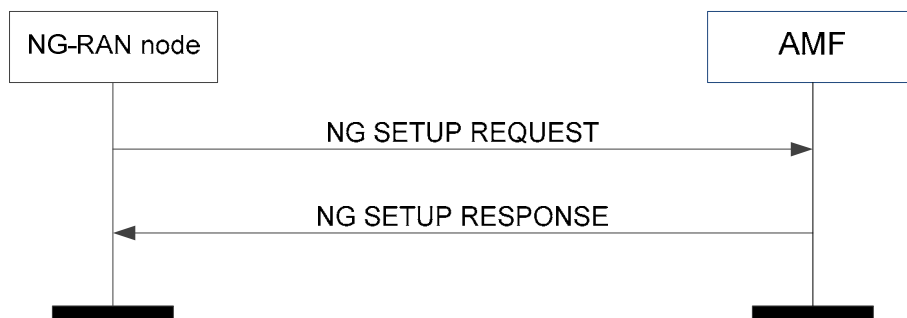 NG-RAN node
AMF
NG SETUP REQUEST
NG SETUP RESPONSE